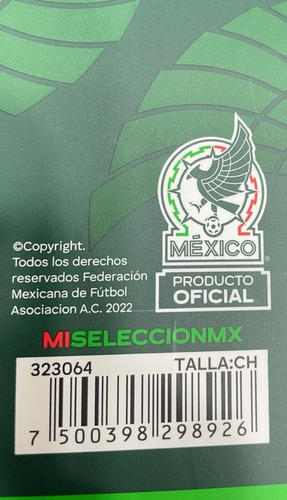 MÉXICO
PRODUCTO
OFICIAL
©Copyright.
Todos los derechos
reservados Federación
Mexicana de Fútbol
Asociacion A.C. 2022
MISELECCIONMX
323064 TALLA:CH
7 500398 298926